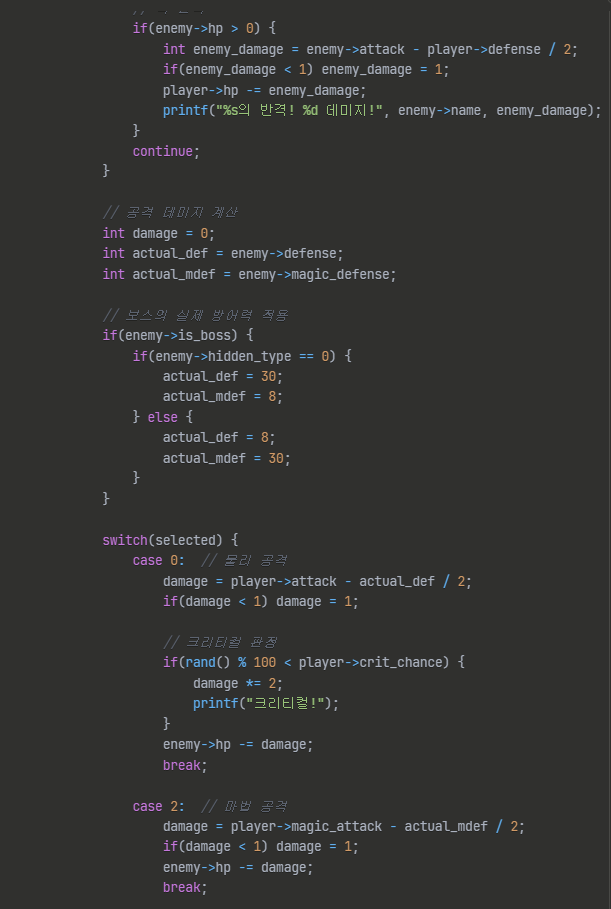 if(enemy->hp > 0) {
int enemy_damage = enemy->attack - player->defense / 2;
if(enemy_damage < 1) enemy_damage = 1;
player->hp -= enemy_damage;
printf("%s의 반격! %d 데미지!", enemy->name, enemy_damage);
}
continue;
}
// 공격 데미지 계산
int damage = 0;
int actual_def = enemy->defense;
int actual_mdef = enemy->magic_defense;
// 보스의 실제 방어력 적용
if(enemy->is_boss) {
if(enemy->hidden_type == 0) {
actual_def = 30;
actual_mdef = 8;
} else {
actual_def = 8;
actual_mdef = 30;
}
}
switch(selected) {
case 0:  // 물리 공격
damage = player->attack - actual_def / 2;
if(damage < 1) damage = 1;
// 크리티컬 판정
if(rand() % 100 < player->crit_chance) {
damage *= 2;
printf("크리티컬!");
}
enemy->hp -= damage;
break;
case 2:  // 마법 공격
damage = player->magic_attack - actual_mdef / 2;
if(damage < 1) damage = 1;
enemy->hp -= damage;
break;